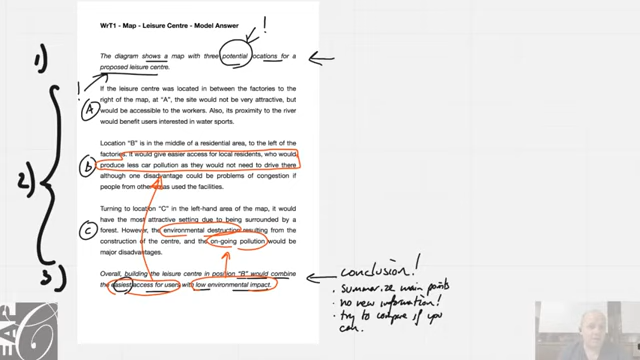 WrT1 - Map - Leisure Centre - Model Answer
!
1)
The diagram shows a map with three potential locations for a
proposed leisure centre.
!
If the leisure centre was located in between the factories to the
right of the map, at "A", the site would not be very attractive, but
A
would be accessible to the workers. Also, its proximity to the river
would benefit users interested in water sports.
Location "B" is in the middle of a residential area, to the left of the
factories. It would give easier access for local residents, who would
b
produce less car pollution as they would not need to drive there
although one disadvantage could be problems of congestion if
2)
people from other areas used the facilities.
Turning to location "C" in the left-hand area of the map, it would
have the most attractive setting due to being surrounded by a
C
forest. However, the environmental destruction resulting from the
construction of the centre, and the on-going pollution would be
major disadvantages.
3)
Overall, building the leisure centre in position "B" would combine
the easiest access for users with low environmental impact.
conclusion!
• summarize main points
• no new information!
• try to compare if you
can.
EAP